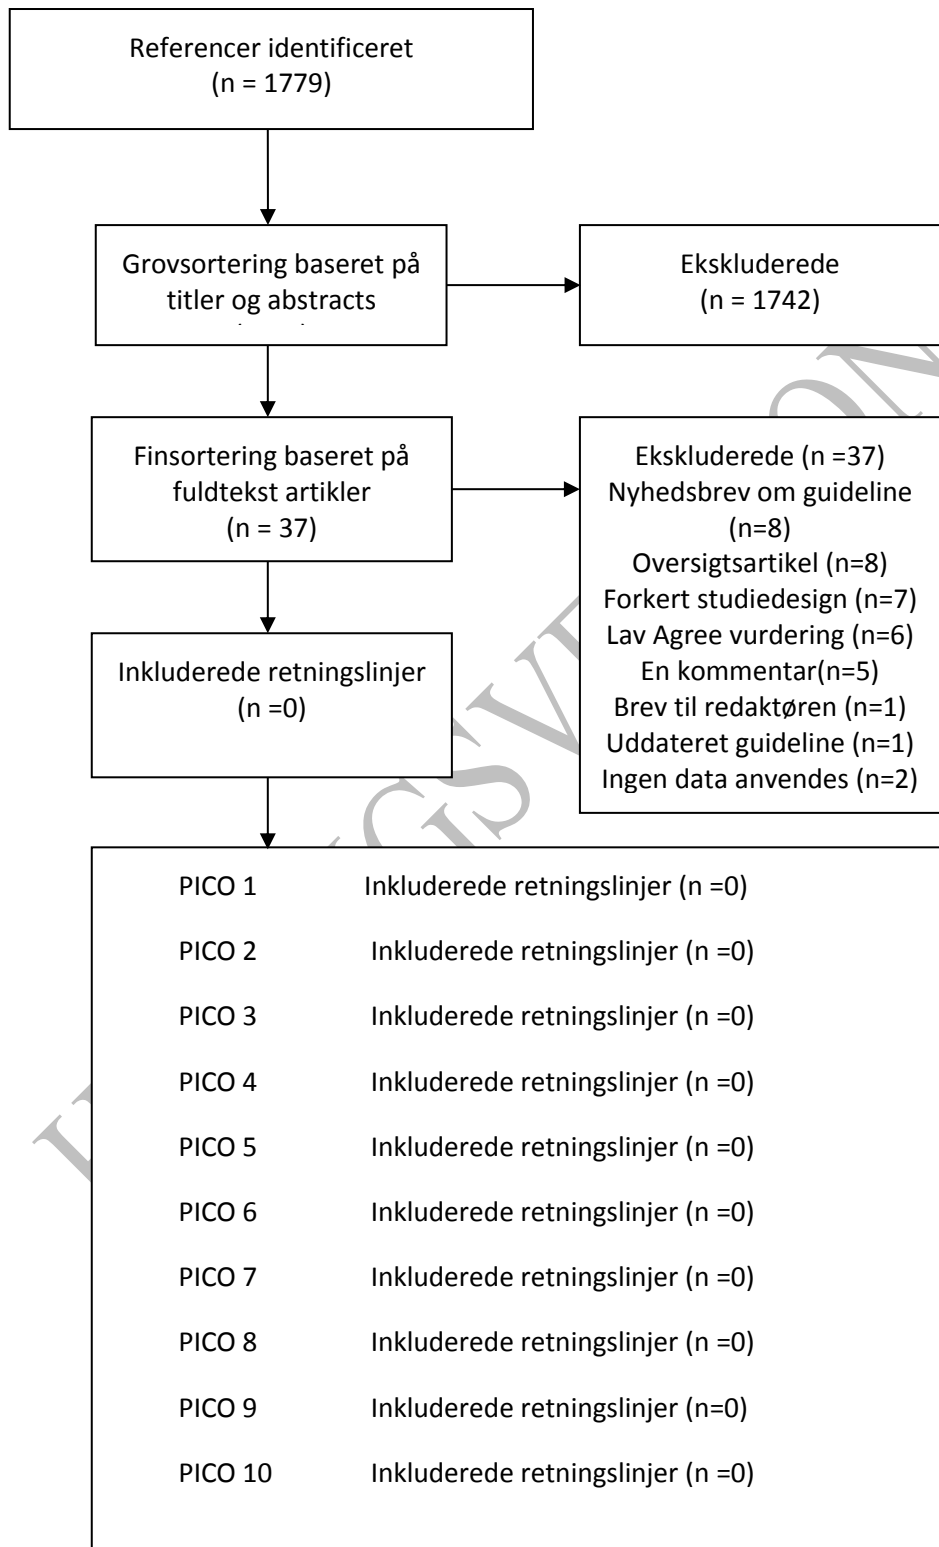 Referencer identificeret
(n = 1779)
Grovsortering baseret på
titler og abstracts
Ekskluderede
(n = 1742)
Finsortering baseret på
fuldtekst artikler
(n = 37)
Ekskluderede (n =37)
Nyhedsbrev om guideline
(n=8)
Oversigtsartikel (n=8)
Forkert studiedesign (n=7)
Lav Agree vurdering (n=6)
En kommentar(n=5)
Brev til redaktøren (n=1)
Uddateret guideline (n=1)
Ingen data anvendes (n=2)
Inkluderede retningslinjer
(n =0)
PICO 1 Inkluderede retningslinjer (n =0)
PICO 2 Inkluderede retningslinjer (n =0)
PICO 3 Inkluderede retningslinjer (n =0)
PICO 4 Inkluderede retningslinjer (n =0)
PICO 5 Inkluderede retningslinjer (n =0)
PICO 6 Inkluderede retningslinjer (n =0)
PICO 7 Inkluderede retningslinjer (n =0)
PICO 8 Inkluderede retningslinjer (n =0)
PICO 9 Inkluderede retningslinjer (n=0)
PICO 10 Inkluderede retningslinjer (n =0)